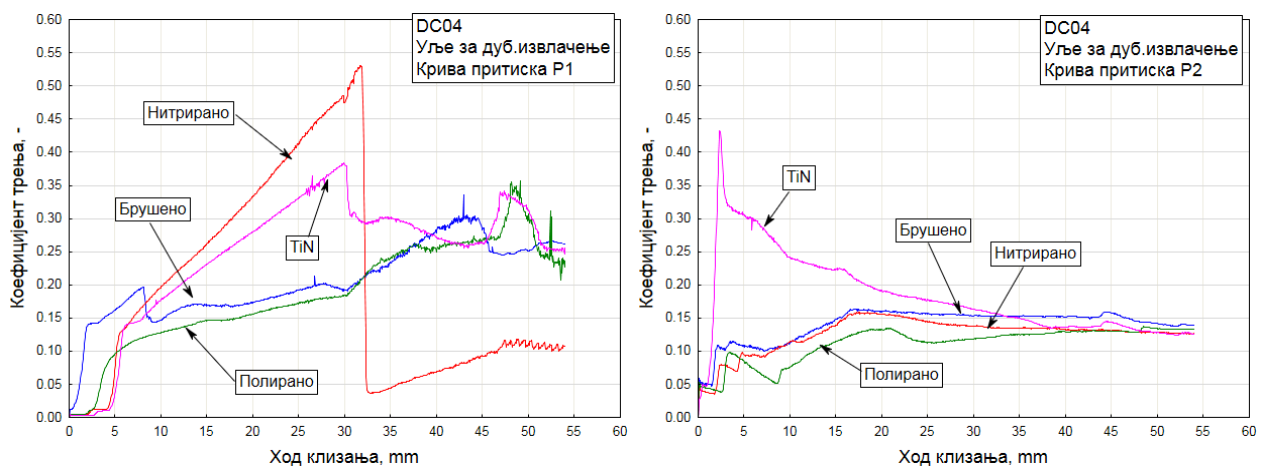 DC04
Уље за дуб.извлачење
Крива притиска P1
Коефицијент трења, -
0.60
0.55
0.50
0.45
0.40
0.35
0.30
0.25
0.20
0.15
0.10
0.05
0.00
Нитрирано
Брушено
TiN
Полирано
0 5 10 15 20 25 30 35 40 45 50 55 60
Ход клизања, mm
DC04
Уље за дуб.извлачење
Крива притиска P2
Коефицијент трења, -
0.60
0.55
0.50
0.45
0.40
0.35
0.30
0.25
0.20
0.15
0.10
0.05
0.00
TiN
Брушено
Нитрирано
Полирано
0 5 10 15 20 25 30 35 40 45 50 55 60
Ход клизања, mm